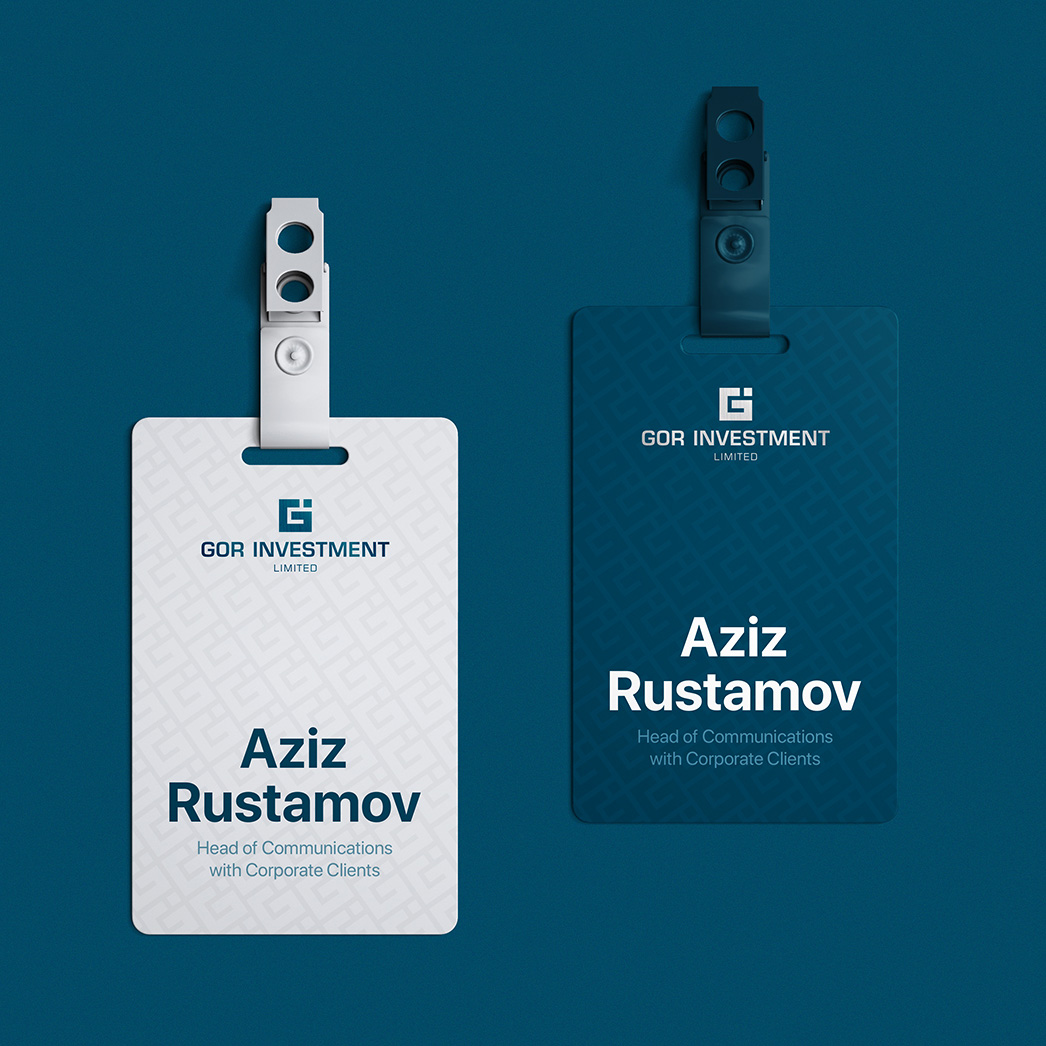 GOR INVESTMENT
LIMITED
Aziz
Rustamov
Head of Communications
with Corporate Clients
GOR INVESTMENT
LIMITED
Aziz
Rustamov
Head of Communications
with Corporate Clients